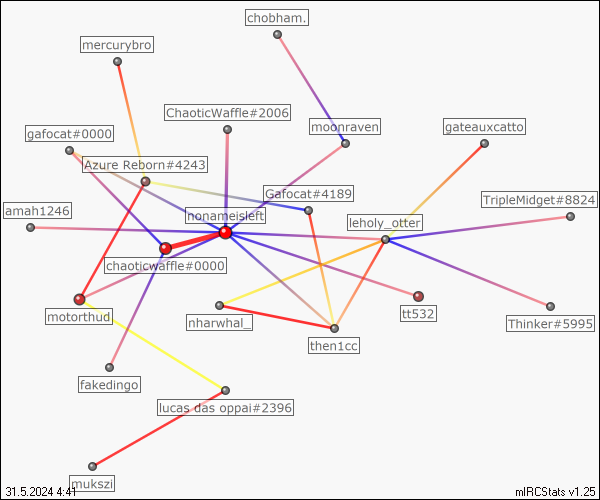 chobham.
mercurybro
ChaoticWaffle#2006
gafocat#0000
moonraven
gateauxcatto
Azure Reborn#4243
Gafocat#4189
TripleMidget#8824
amah1246
nonameisleft
leholy_otter
chaoticwaffle#0000
motorthud
nharwhal_
tt532
Thinker#5995
then1cc
fakedingo
lucas das oppai#2396
mukszi
31.5.2024 4:41
mIRCStats v1.25